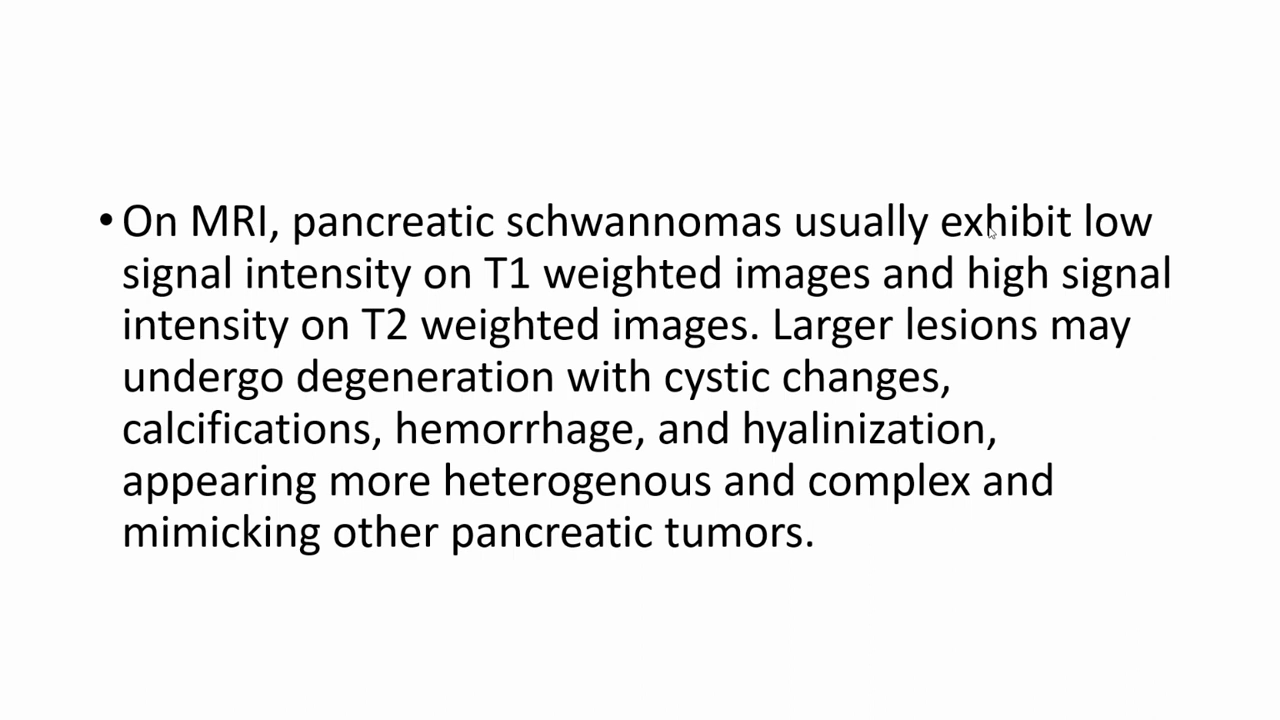 • On MRI, pancreatic schwannomas usually exhibit low
signal intensity on T1 weighted images and high signal
intensity on T2 weighted images. Larger lesions may
undergo degeneration with cystic changes,
calcifications, hemorrhage, and hyalinization,
appearing more heterogenous and complex and
mimicking other pancreatic tumors.